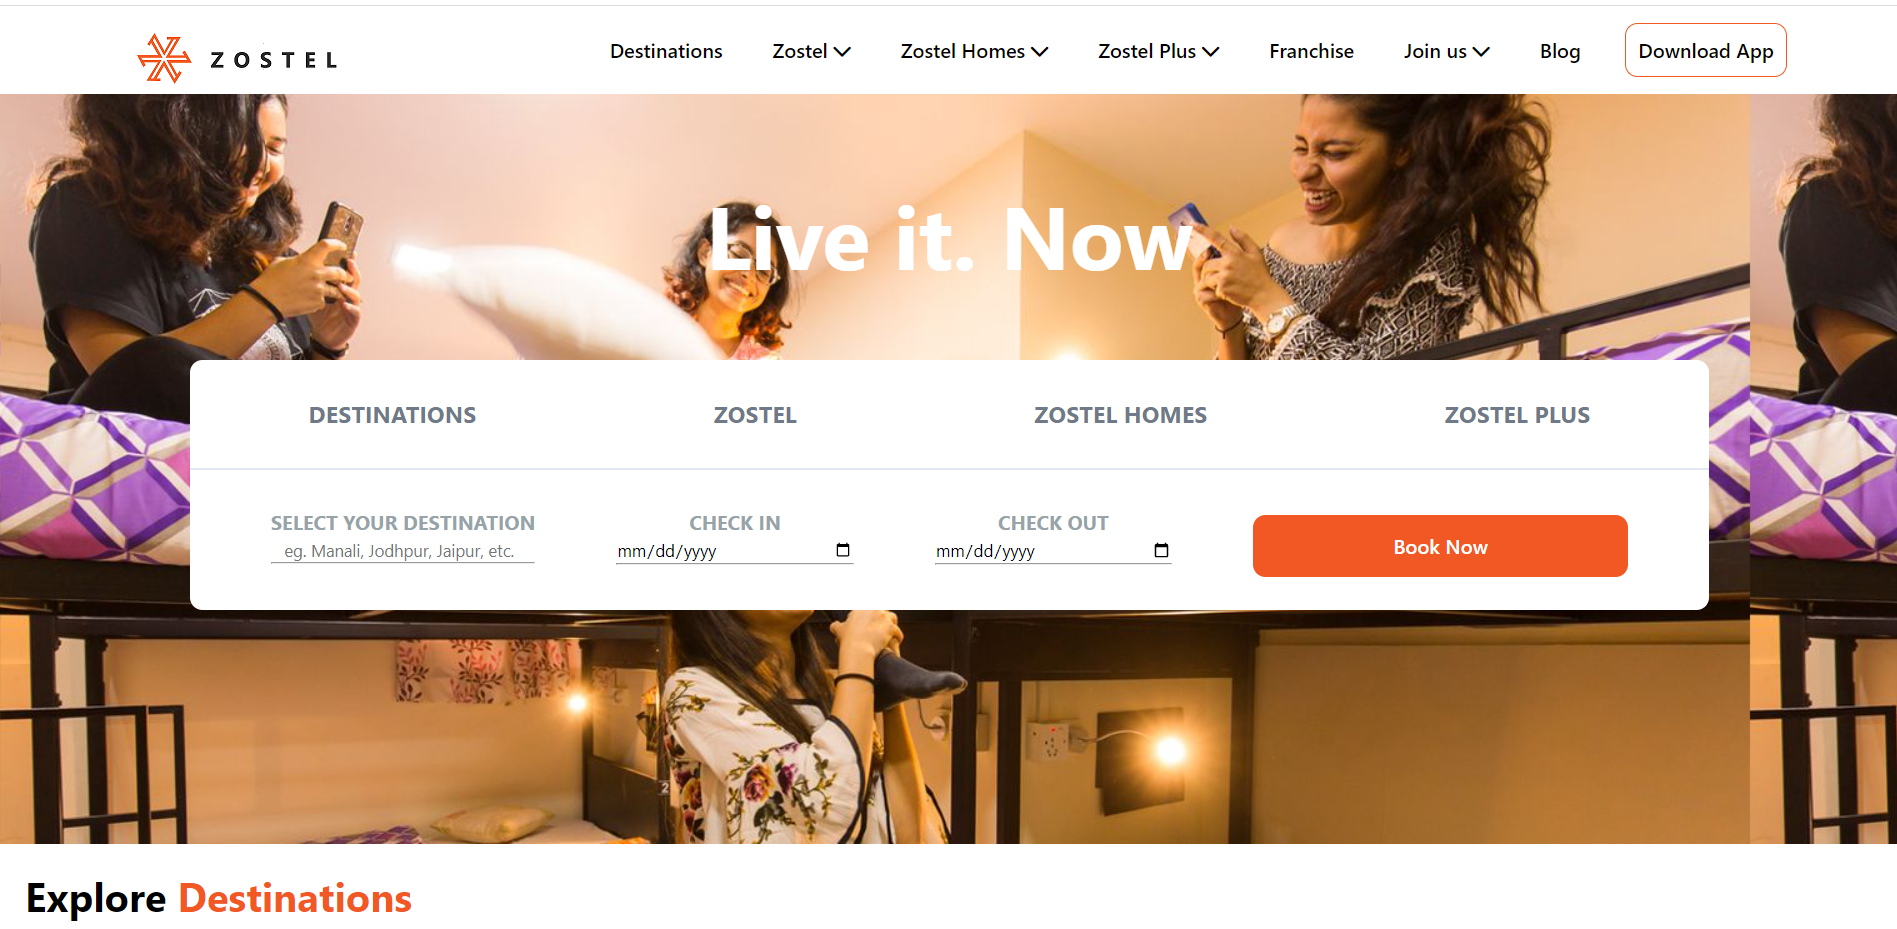 ZOSTEL
Destinations
Zostel
Zostel Homes
Zostel Plus
Franchise
Join us
Blog
Download App
Live it. Now
DESTINATIONS
ZOSTEL
ZOSTEL HOMES
ZOSTEL PLUS
SELECT YOUR DESTINATION
eg. Manali, Jodhpur, Jaipur, etc.
CHECK IN
mm/dd/yyyy
CHECK OUT
mm/dd/yyyy
Book Now
2
Explore Destinations